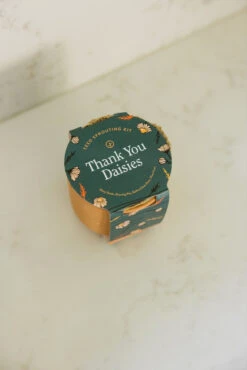 SEED SPROUTING KIT
Thank You
Daisies